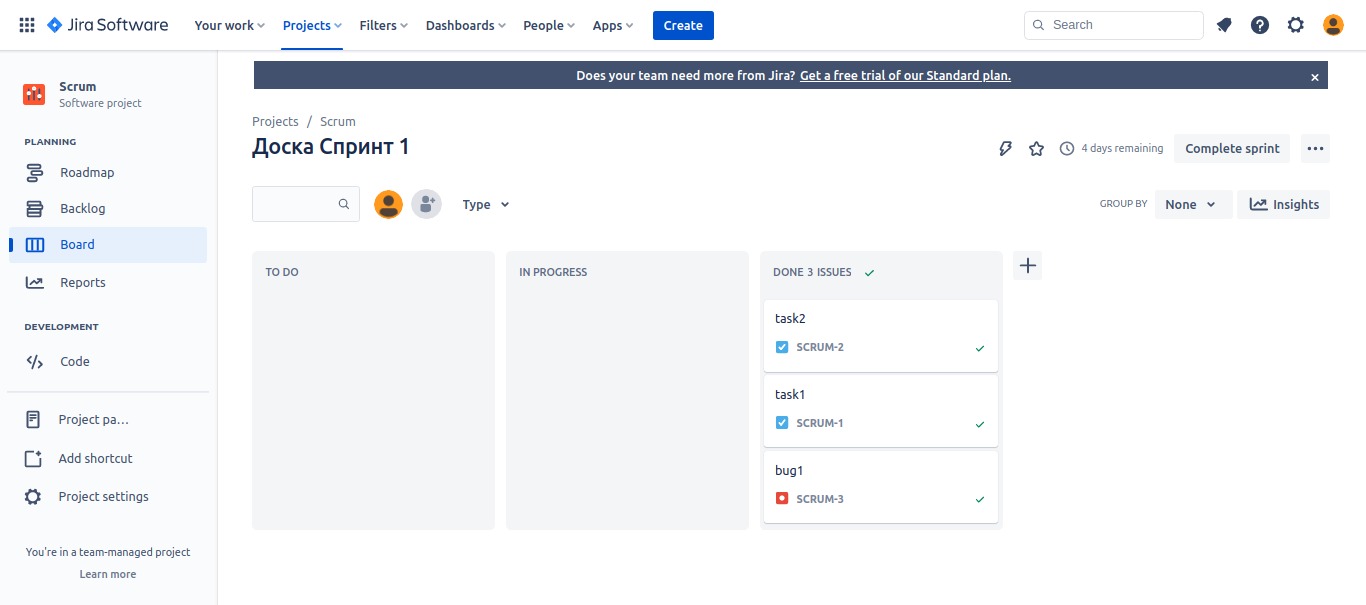 Jira Software Your work Projects Filters Dashboards People Apps Create Search
Does your team need more from Jira? Get a free trial of our Standard plan.
Scrum
Software project
PLANNING
Roadmap
Backlog
Board
Reports
DEVELOPMENT
Code
Project pa...
Add shortcut
Project settings
You're in a team-managed project
Learn more
Projects / Scrum
Доска Спринт 1
4 days remaining Complete sprint
Type
GROUP BY None Insights
TO DO
IN PROGRESS
DONE 3 ISSUES
task2
SCRUM-2
task1
SCRUM-1
bug1
SCRUM-3